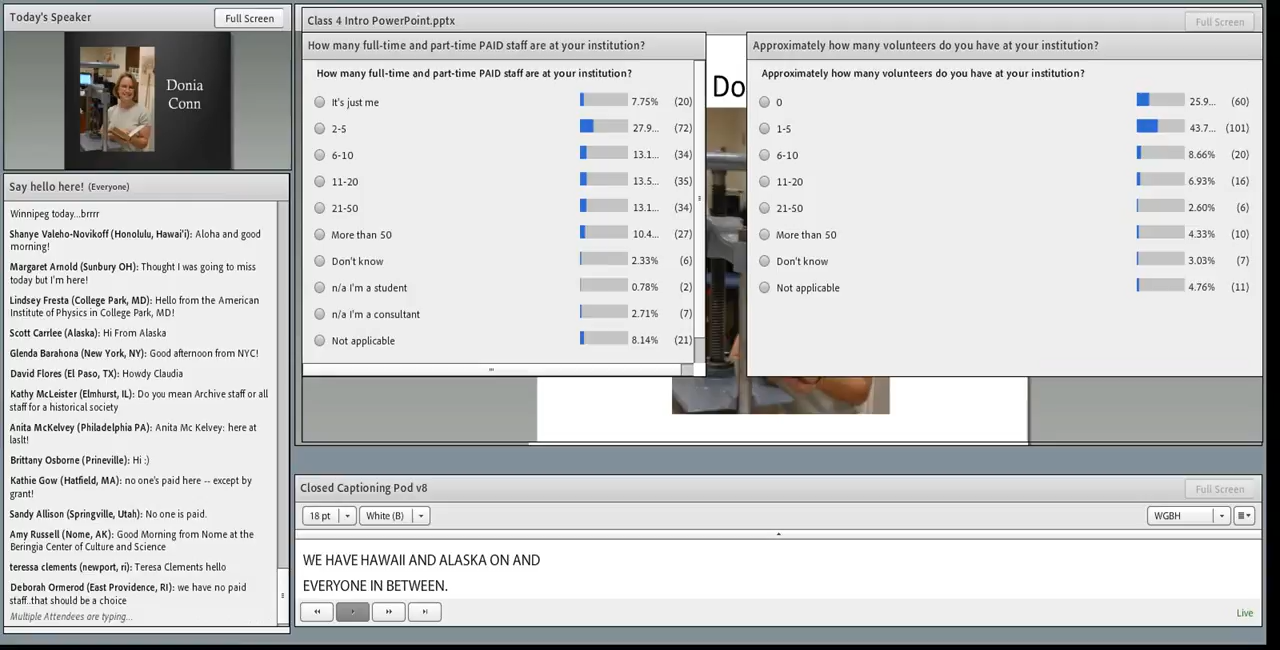 Today's Speaker
Full Screen
Donia
Conn
Say hello here! (Everyone)
Winnipeg today...brrrr
Shanye Valeho-Novikoff (Honolulu, Hawai'i): Aloha and good
morning!
Margaret Arnold (Sunbury OH): Thought I was going to miss
today but I'm here!
Lindsey Fresta (College Park, MD): Hello from the American
Institute of Physics in College Park, MD!
Scott Carrlee (Alaska): Hi From Alaska
Glenda Barahona (New York, NY): Good afternoon from NYC!
David Flores (El Paso, TX): Howdy Claudia
Kathy McLeister (Elmhurst, IL): Do you mean Archive staff or all
staff for a historical society
Anita McKelvey (Philadelphia PA): Anita Mc Kelvey: here at
laslt!
Brittany Osborne (Prineville): Hi :)
Kathie Gow (Hatfield, MA): no one's paid here -- except by
grant!
Sandy Allison (Springville, Utah): No one is paid.
Amy Russell (Nome, AK): Good Morning from Nome at the
Beringia Center of Culture and Science
teressa clements (newport, ri): Teresa Clements hello
Deborah Ormerod (East Providence, RI): we have no paid
staff..that should be a choice
Multiple Attendees are typing...
Class 4 Intro PowerPoint.pptx
Full Screen
How many full-time and part-time PAID staff are at your institution?
How many full-time and part-time PAID staff are at your institution?
It's just me 7.75% (20)
2-5 27.9... (72)
6-10 13.1... (34)
11-20 13.5... (35)
21-50 13.1... (34)
More than 50 10.4... (27)
Don't know 2.33% (6)
n/a I'm a student 0.78% (2)
n/a I'm a consultant 2.71% (7)
Not applicable 8.14% (21)
Do
Approximately how many volunteers do you have at your institution?
Approximately how many volunteers do you have at your institution?
0 25.9... (60)
1-5 43.7... (101)
6-10 8.66% (20)
11-20 6.93% (16)
21-50 2.60% (6)
More than 50 4.33% (10)
Don't know 3.03% (7)
Not applicable 4.76% (11)
Closed Captioning Pod v8
Full Screen
18 pt White (B) WGBH
WE HAVE HAWAII AND ALASKA ON AND
EVERYONE IN BETWEEN.
Live